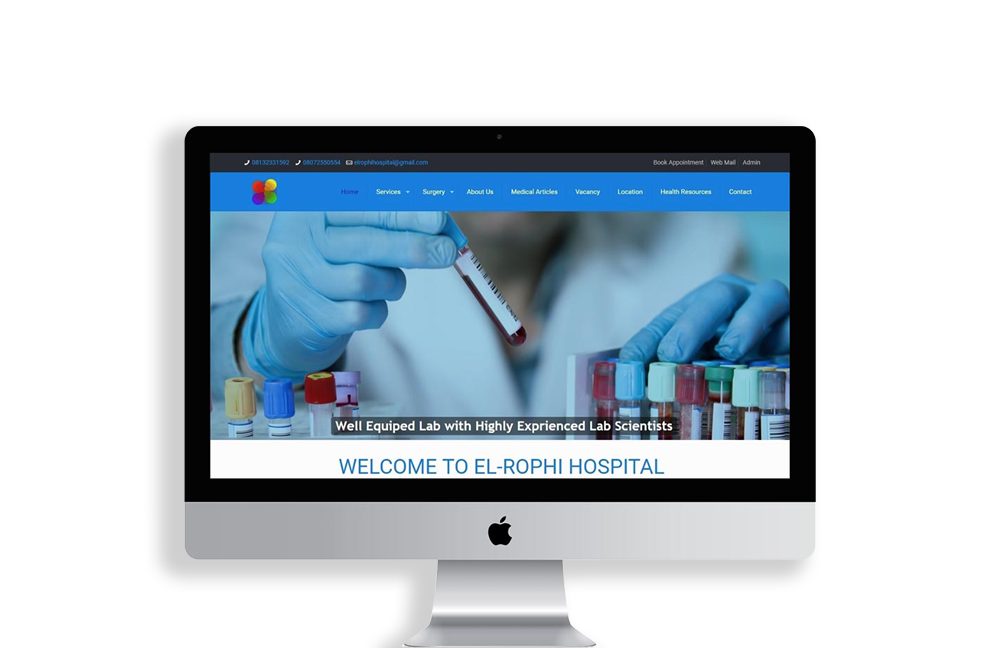 08132331592 08072550554 elrophihospital@gmail.com Book Appointment Web Mail Admin
Home Services Surgery About Us Medical Articles Vacancy Location Health Resources Contact
Well Equiped Lab with Highly Exprienced Lab Scientists
WELCOME TO EL-ROPHI HOSPITAL